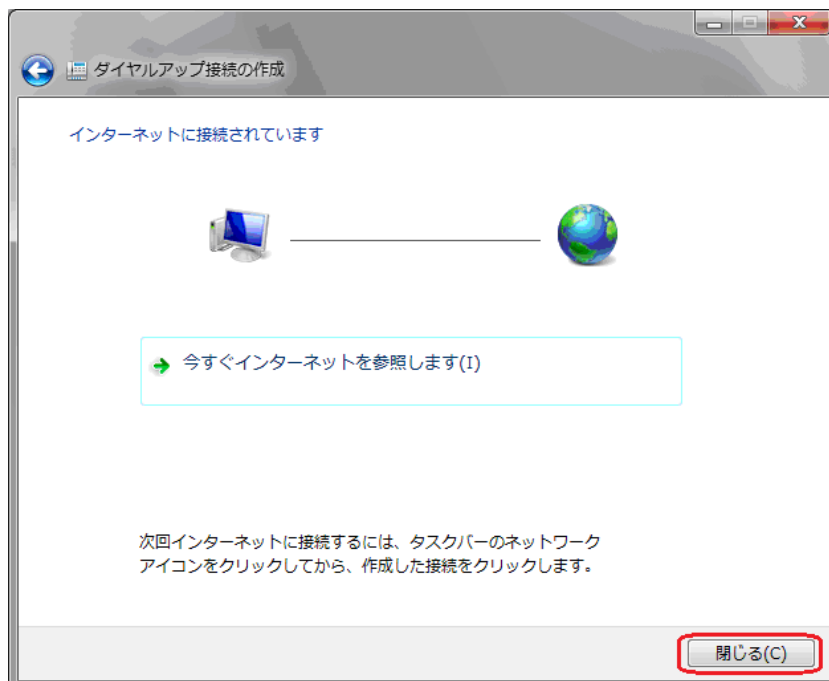 ダイヤルアップ接続の作成
インターネットに接続されています
今すぐインターネットを参照します(I)
次回インターネットに接続するには、タスクバーのネットワーク
アイコンをクリックしてから、作成した接続をクリックします。
閉じる(C)